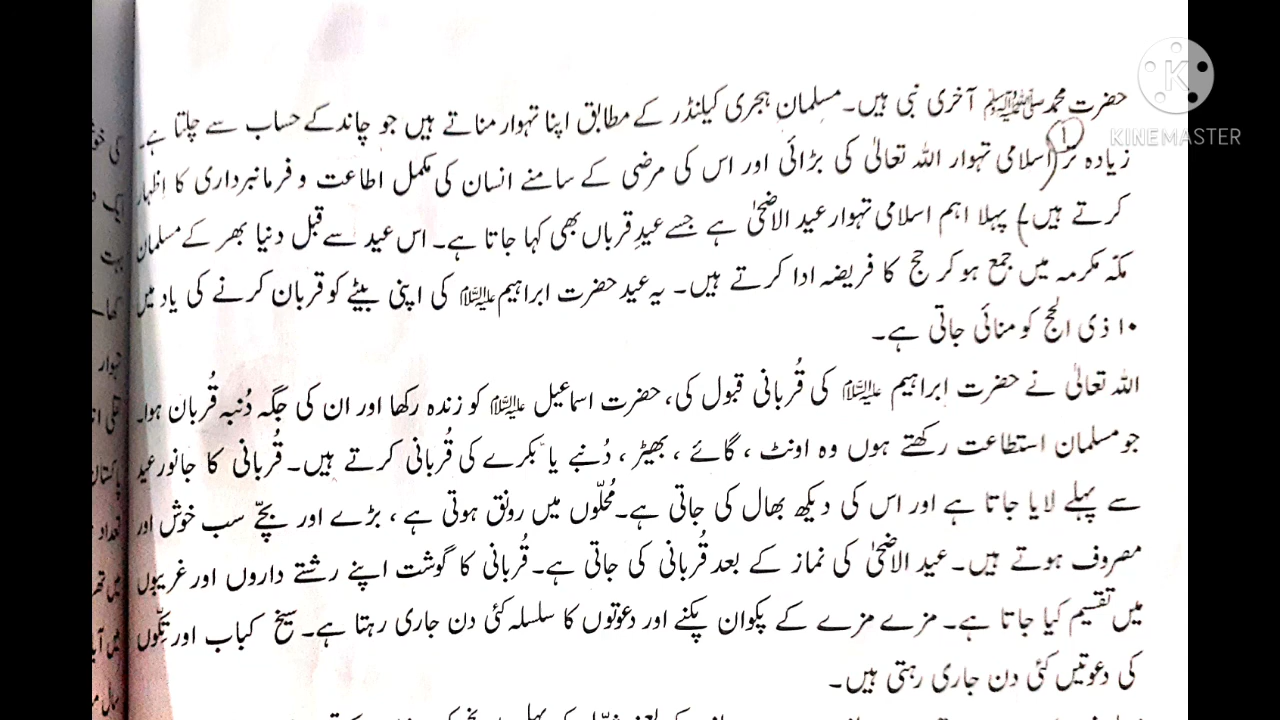 حضرت محمد ﷺ آخری نبی ہیں۔ مسلمان ہجری کیلنڈر کے مطابق اپنا تہوار مناتے ہیں جو چاند کے حساب سے چلتا ہے۔
KINEMASTER
زیادہ تر (اسلامی تہوار اللہ تعالیٰ کی بڑائی اور اس کی مرضی کے سامنے انسان کی مکمل اطاعت و فرمانبرداری کا اظہار
کرتے ہیں) پہلا اہم اسلامی تہوار عید الاضحیٰ ہے جسے عیدِ قرباں بھی کہا جاتا ہے۔ اس عید سے قبل دنیا بھر کے مسلمان
مکّہ مکرمہ میں جمع ہو کر حج کا فریضہ ادا کرتے ہیں۔ یہ عید حضرت ابراہیم علیہ السلام کی اپنی بیٹے کو قربان کرنے کی یاد میں
۱۰ ذی الحج کو منائی جاتی ہے۔
اللہ تعالیٰ نے حضرت ابراہیم علیہ السلام کی قُربانی قبول کی، حضرت اسماعیل علیہ السلام کو زندہ رکھا اور ان کی جگہ دُنبہ قُربان ہوا۔
جو مسلمان استطاعت رکھتے ہوں وہ اونٹ ، گائے ، بھیڑ ، دُنبے یا بکرے کی قُربانی کرتے ہیں۔ قُربانی کا جانور عید
سے پہلے لایا جاتا ہے اور اس کی دیکھ بھال کی جاتی ہے۔ مُحلّوں میں رونق ہوتی ہے ، بڑے اور بچّے سب خوش اور
مصروف ہوتے ہیں۔ عید الاضحیٰ کی نماز کے بعد قُربانی کی جاتی ہے۔ قُربانی کا گوشت اپنے رشتے داروں اور غریبوں
میں تقسیم کیا جاتا ہے۔ مزے مزے کے پکوان پکنے اور دعوتوں کا سلسلہ کئی دن جاری رہتا ہے۔ سیخ کباب اور تِکّوں
کی دعوتیں کئی دن جاری رہتی ہیں۔